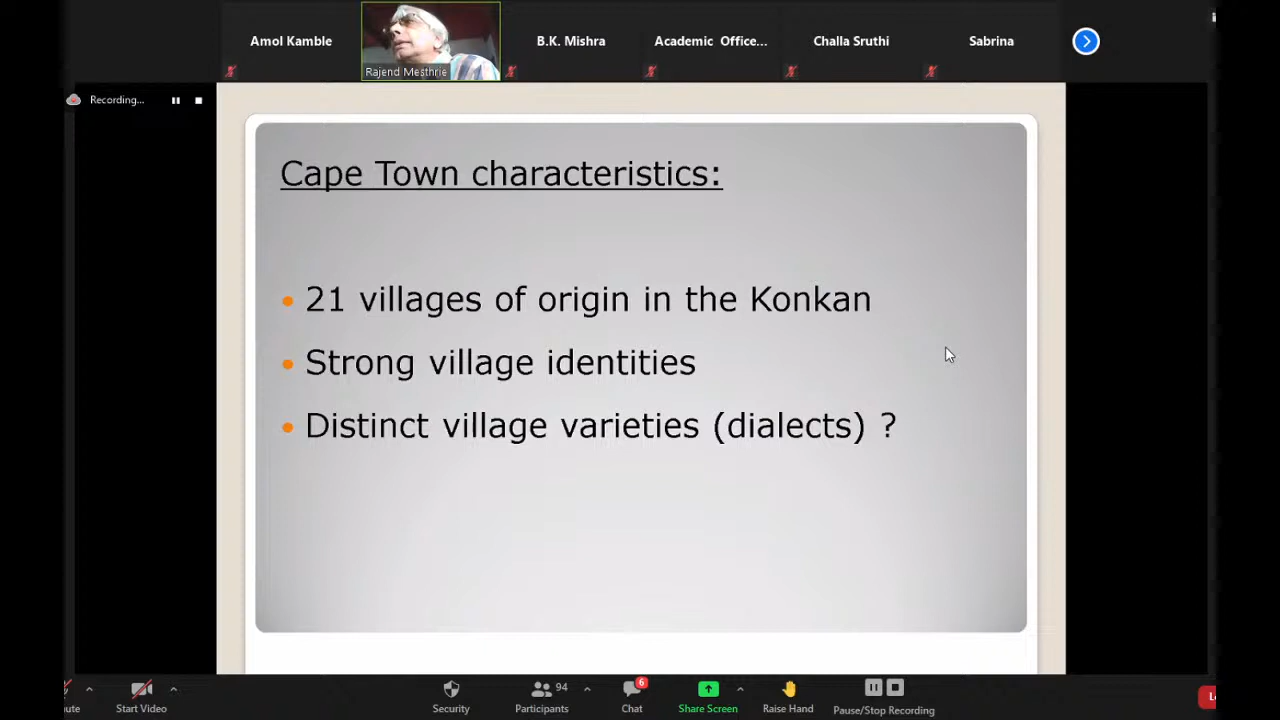 Amol Kamble
Rajend Mesthrie
B.K. Mishra
Academic Office...
Challa Sruthi
Sabrina
Recording...
Cape Town characteristics:
• 21 villages of origin in the Konkan
• Strong village identities
• Distinct village varieties (dialects) ?
ute
Start Video
Security
94
Participants
6
Chat
Share Screen
Raise Hand
Pause/Stop Recording